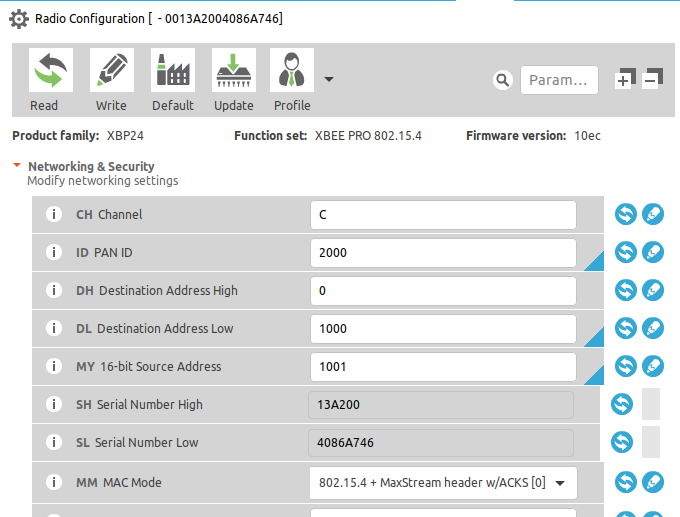 Radio Configuration [ - 0013A2004086A746]
Read Write Default Update Profile Param...
Product family: XBP24 Function set: XBEE PRO 802.15.4 Firmware version: 10ec
Networking & Security
Modify networking settings
i CH Channel C
i ID PAN ID 2000
i DH Destination Address High 0
i DL Destination Address Low 1000
i MY 16-bit Source Address 1001
i SH Serial Number High 13A200
i SL Serial Number Low 4086A746
i MM MAC Mode 802.15.4 + MaxStream header w/ACKS [0]